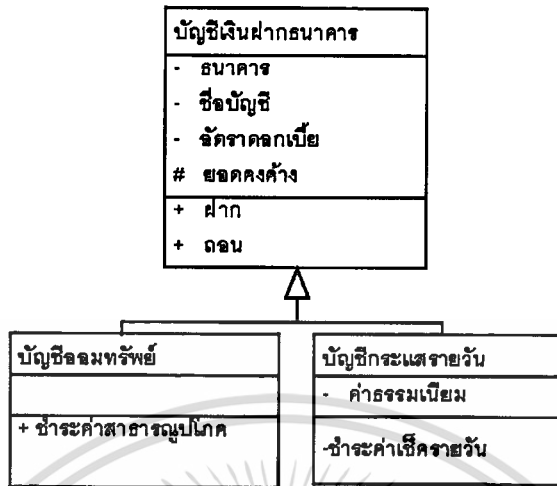 บัญชีเงินฝากธนาคาร
- ธนาคาร
- ชื่อบัญชี
- อัตราดอกเบี้ย
# ยอดคงค้าง
+ ฝาก
+ ถอน
บัญชีออมทรัพย์
+ ชำระค่าสาธารณูปโภค
บัญชีกระแสรายวัน
- ค่าธรรมเนียม
-ชำระค่าเช็ครายวัน